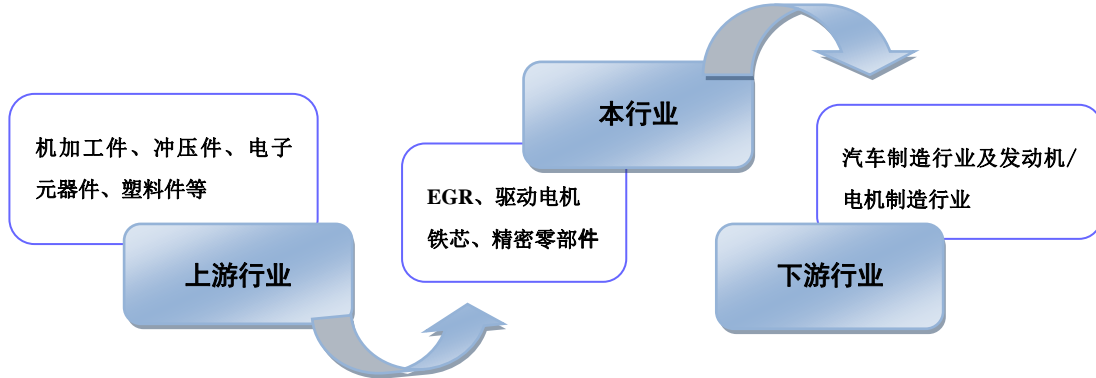 机加工件、冲压件、电子
元器件、塑料件等
上游行业
本行业
EGR、驱动电机
铁芯、精密零部件
汽车制造行业及发动机/
电机制造行业
下游行业